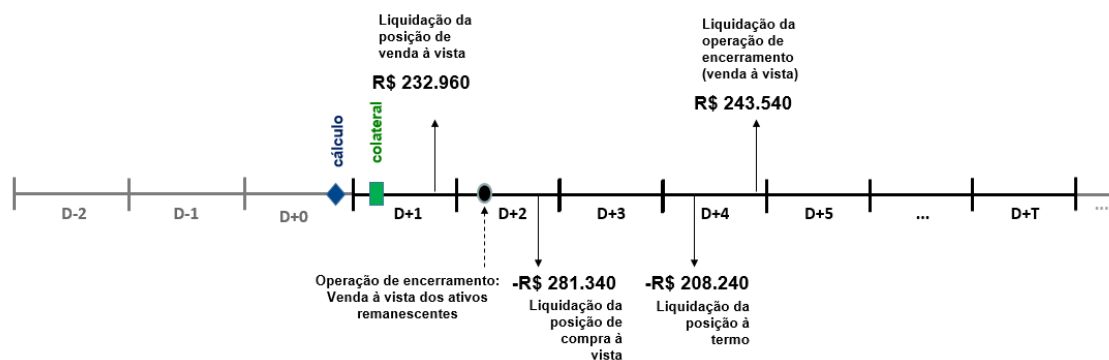 Liquidação da
posição de
venda à vista
R$ 232.960
Liquidação da
operação de
encerramento
(venda à vista)
R$ 243.540
cálculo
colateral
D-2
D-1
D+0
D+1
D+2
D+3
D+4
D+5
...
D+T
...
Operação de encerramento:
Venda à vista dos ativos
remanescentes
-R$ 281.340
Liquidação da
posição de
compra à
vista
-R$ 208.240
Liquidação da
posição à
termo